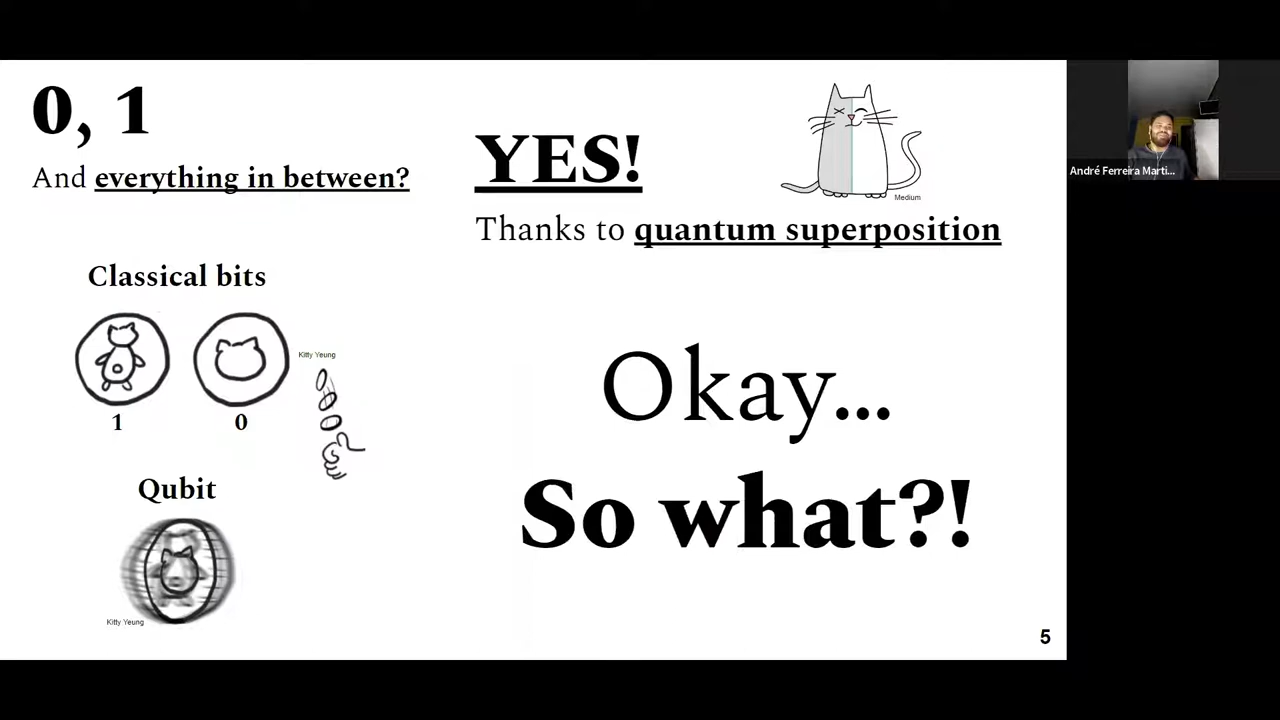 0, 1
And everything in between?
YES!
Medium
Thanks to quantum superposition
Classical bits
Kitty Yeung
1
0
Qubit
Kitty Yeung
Okay...
So what?!
5
André Ferreira Marti...